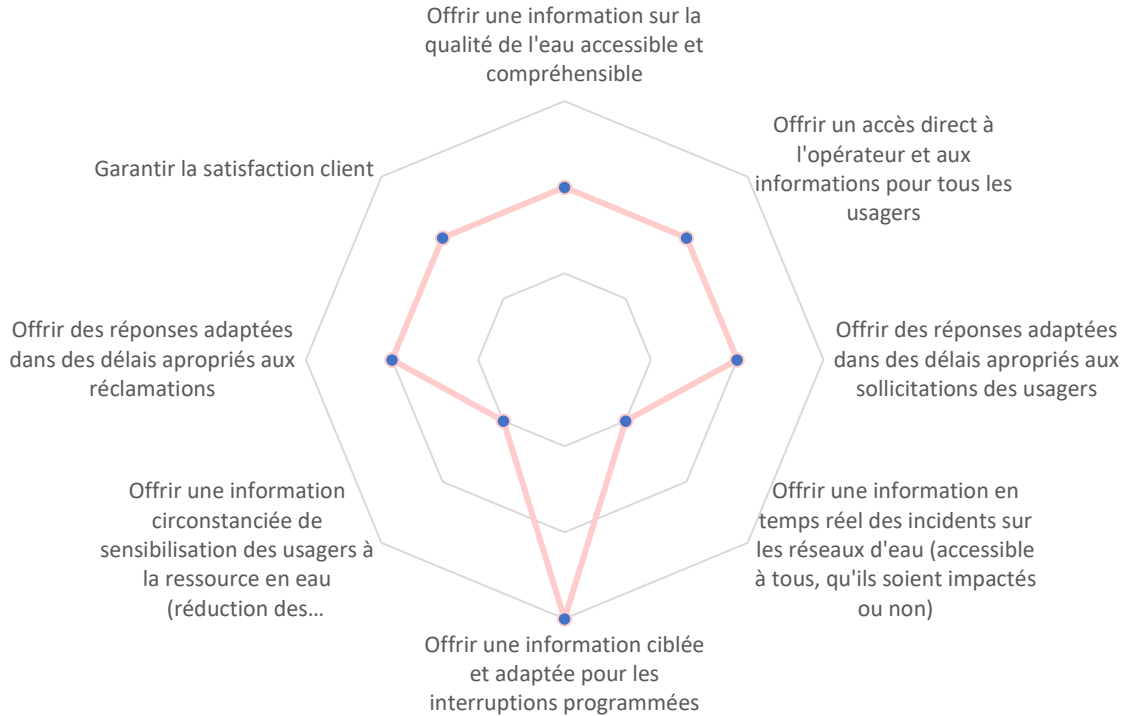 Offrir une information sur la
qualité de l'eau accessible et
compréhensible
Offrir un accès direct à
l'opérateur et aux
informations pour tous les
usagers
Garantir la satisfaction client
Offrir des réponses adaptées
dans des délais apropriés aux
réclamations
Offrir des réponses adaptées
dans des délais apropriés aux
sollicitations des usagers
Offrir une information
circonstanciée de
sensibilisation des usagers à
la ressource en eau
(réduction des…
Offrir une information en
temps réel des incidents sur
les réseaux d'eau (accessible
à tous, qu'ils soient impactés
ou non)
Offrir une information ciblée
et adaptée pour les
interruptions programmées